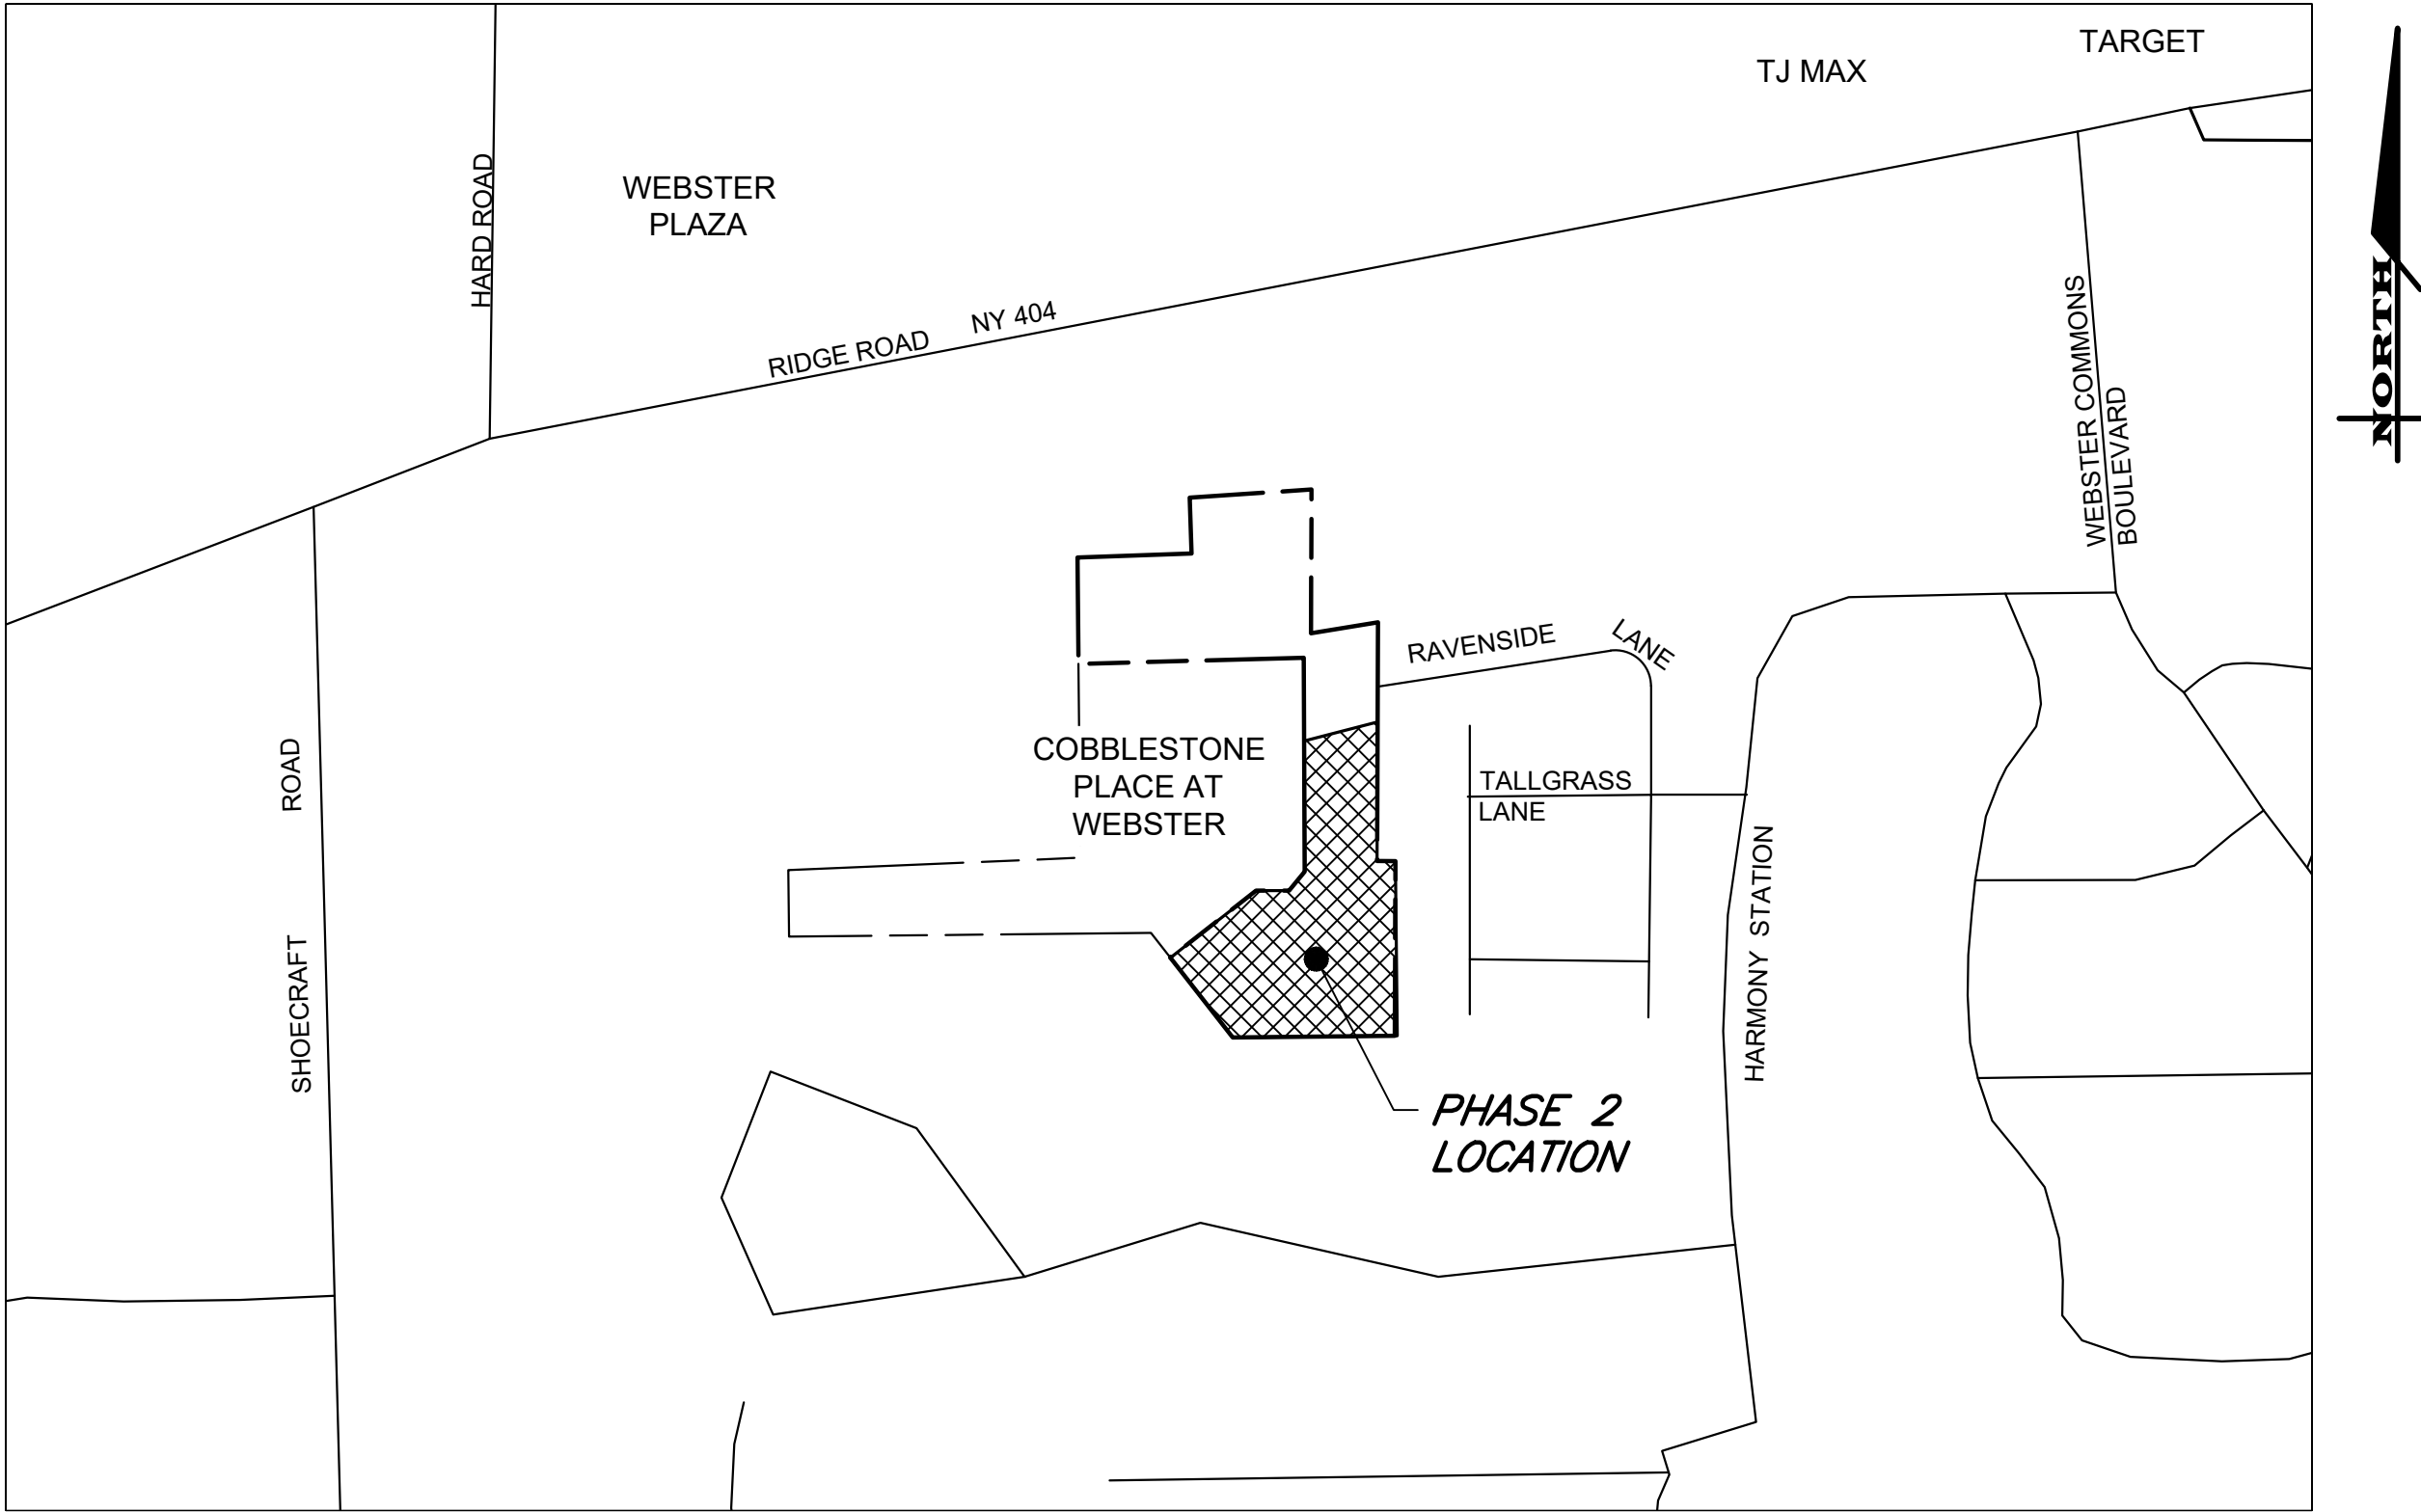 TARGET
TJ MAX
HARD ROAD
WEBSTER
PLAZA
NORTH
RIDGE ROAD NY 404
WEBSTER COMMONS
BOULEVARD
RAVENSIDE LANE
COBBLESTONE
PLACE AT
WEBSTER
TALLGRASS
LANE
SHOECRAFT ROAD
HARMONY STATION
PHASE 2
LOCATION